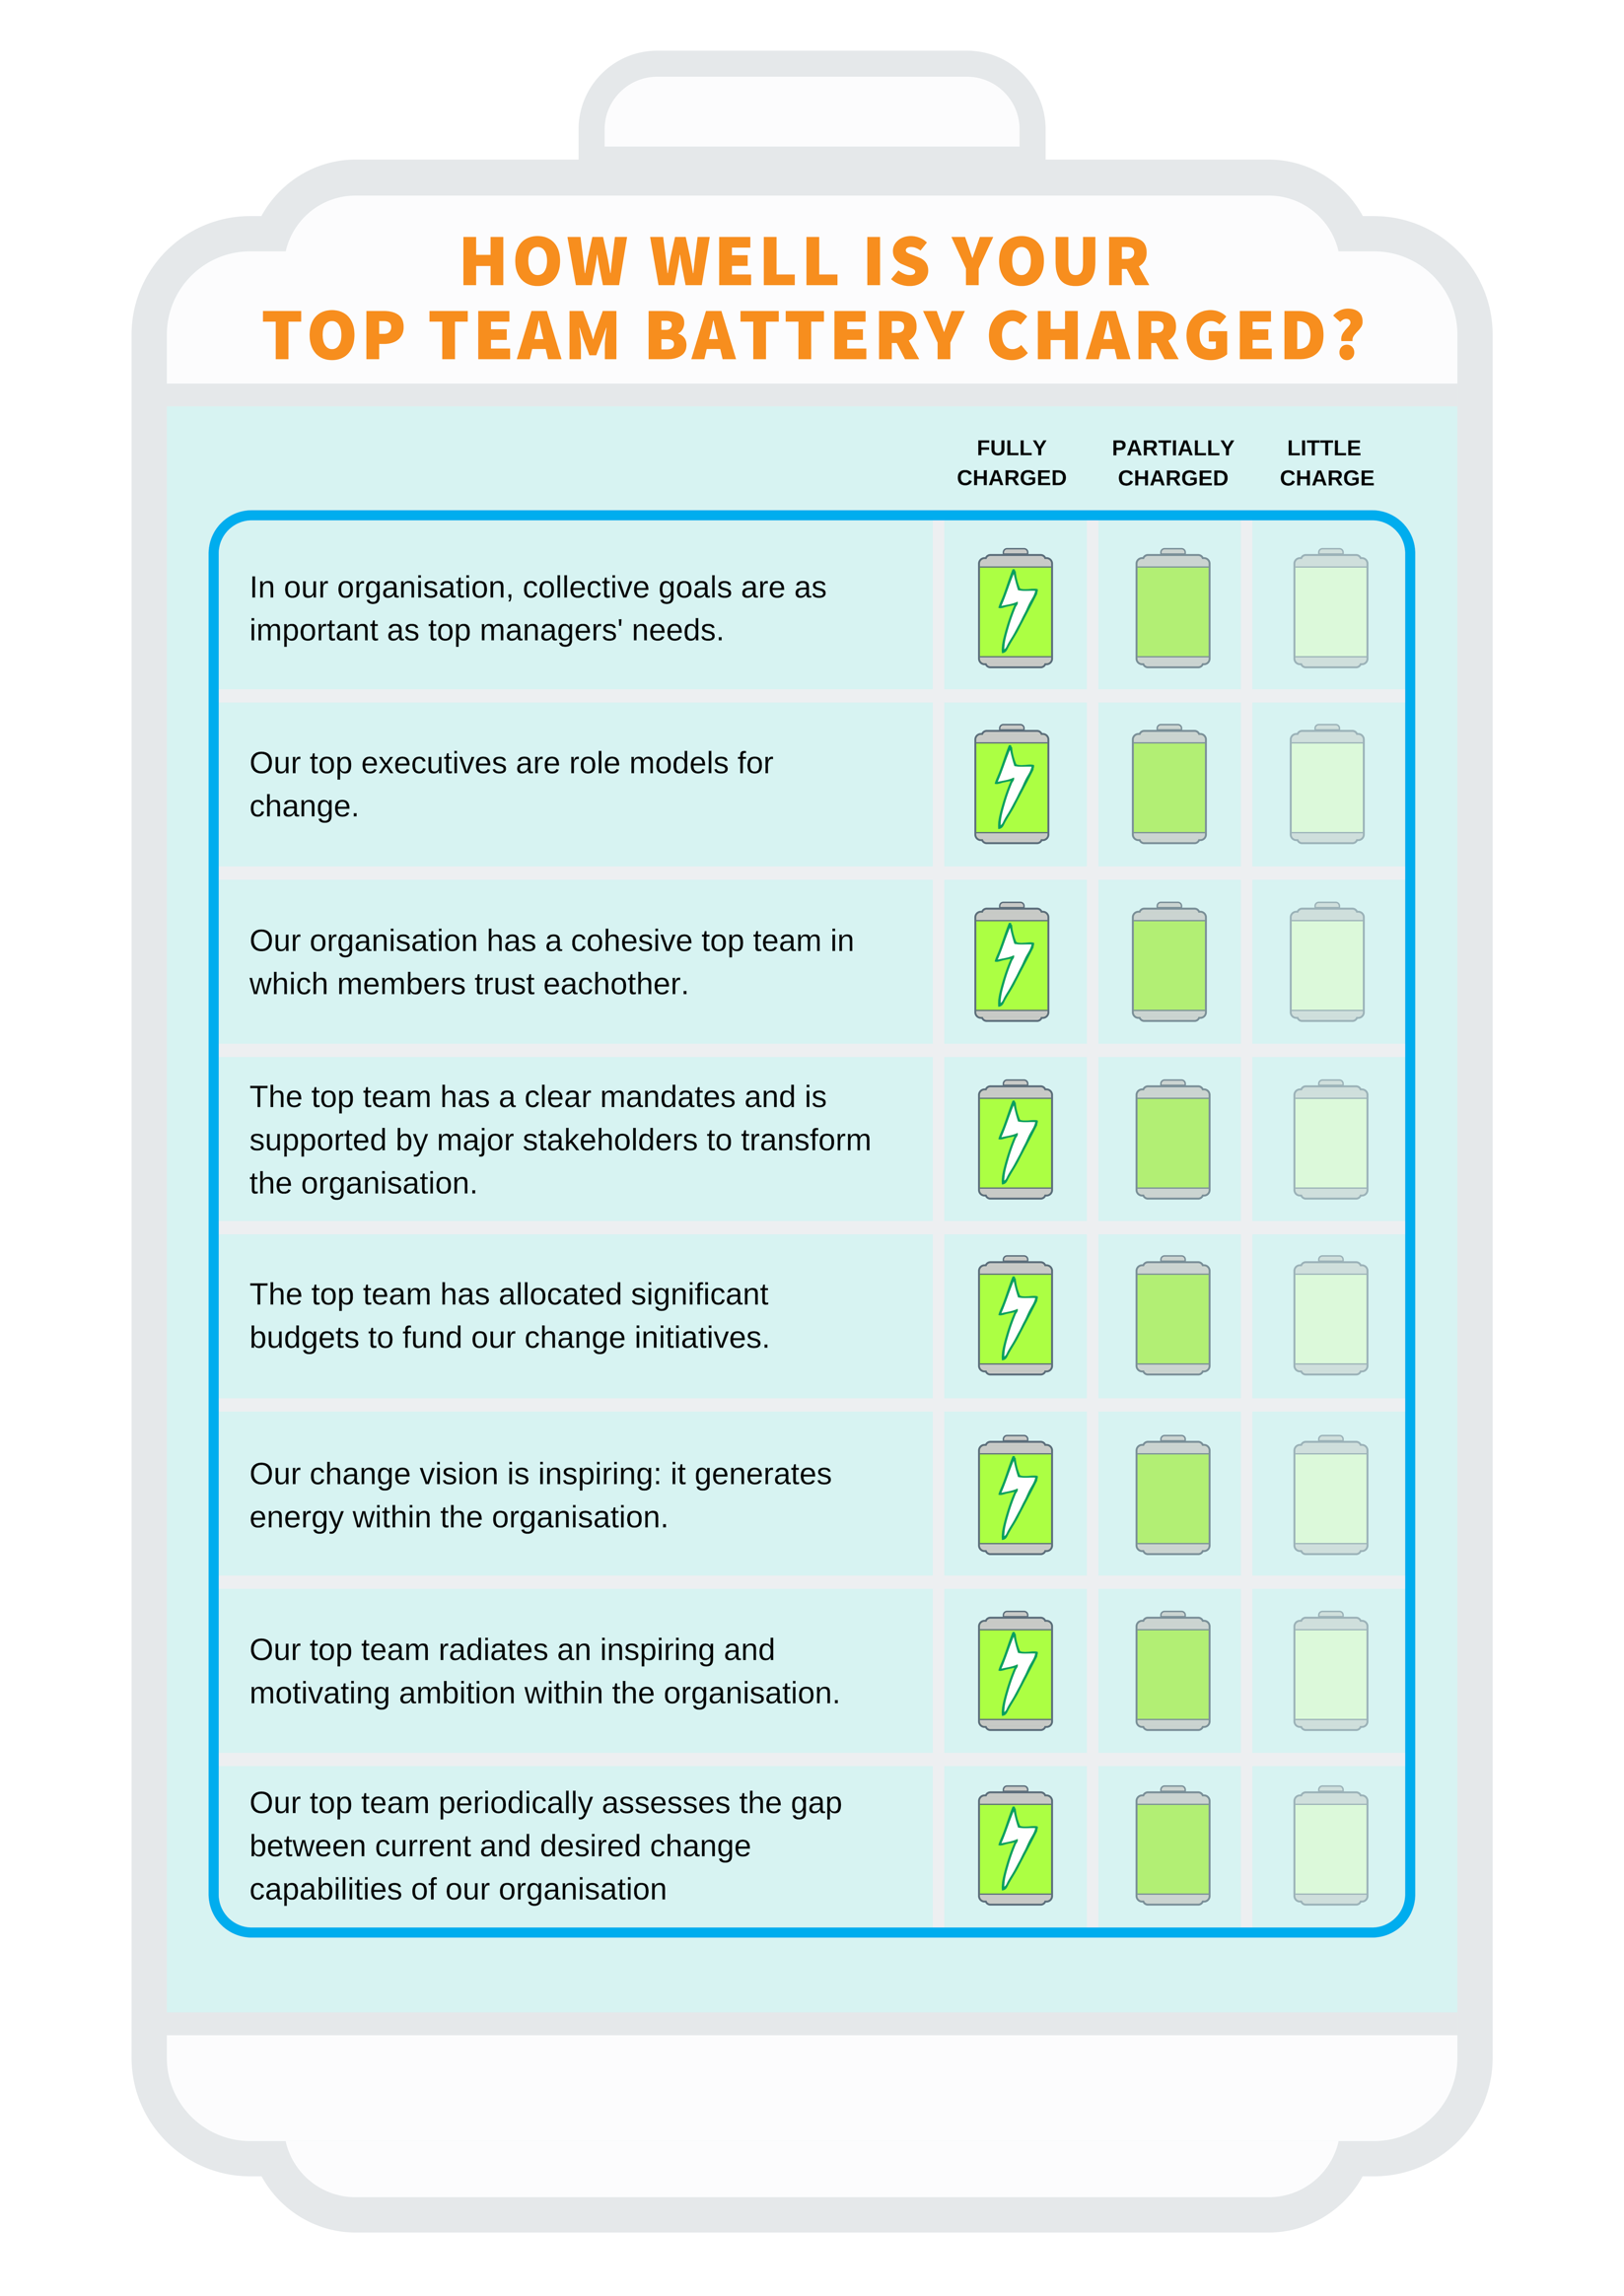 HOW WELL IS YOUR
TOP TEAM BATTERY CHARGED?
FULLY
CHARGED
PARTIALLY
CHARGED
LITTLE
CHARGE
In our organisation, collective goals are as
important as top managers' needs.
Our top executives are role models for
change.
Our organisation has a cohesive top team in
which members trust eachother.
The top team has a clear mandates and is
supported by major stakeholders to transform
the organisation.
The top team has allocated significant
budgets to fund our change initiatives.
Our change vision is inspiring: it generates
energy within the organisation.
Our top team radiates an inspiring and
motivating ambition within the organisation.
Our top team periodically assesses the gap
between current and desired change
capabilities of our organisation